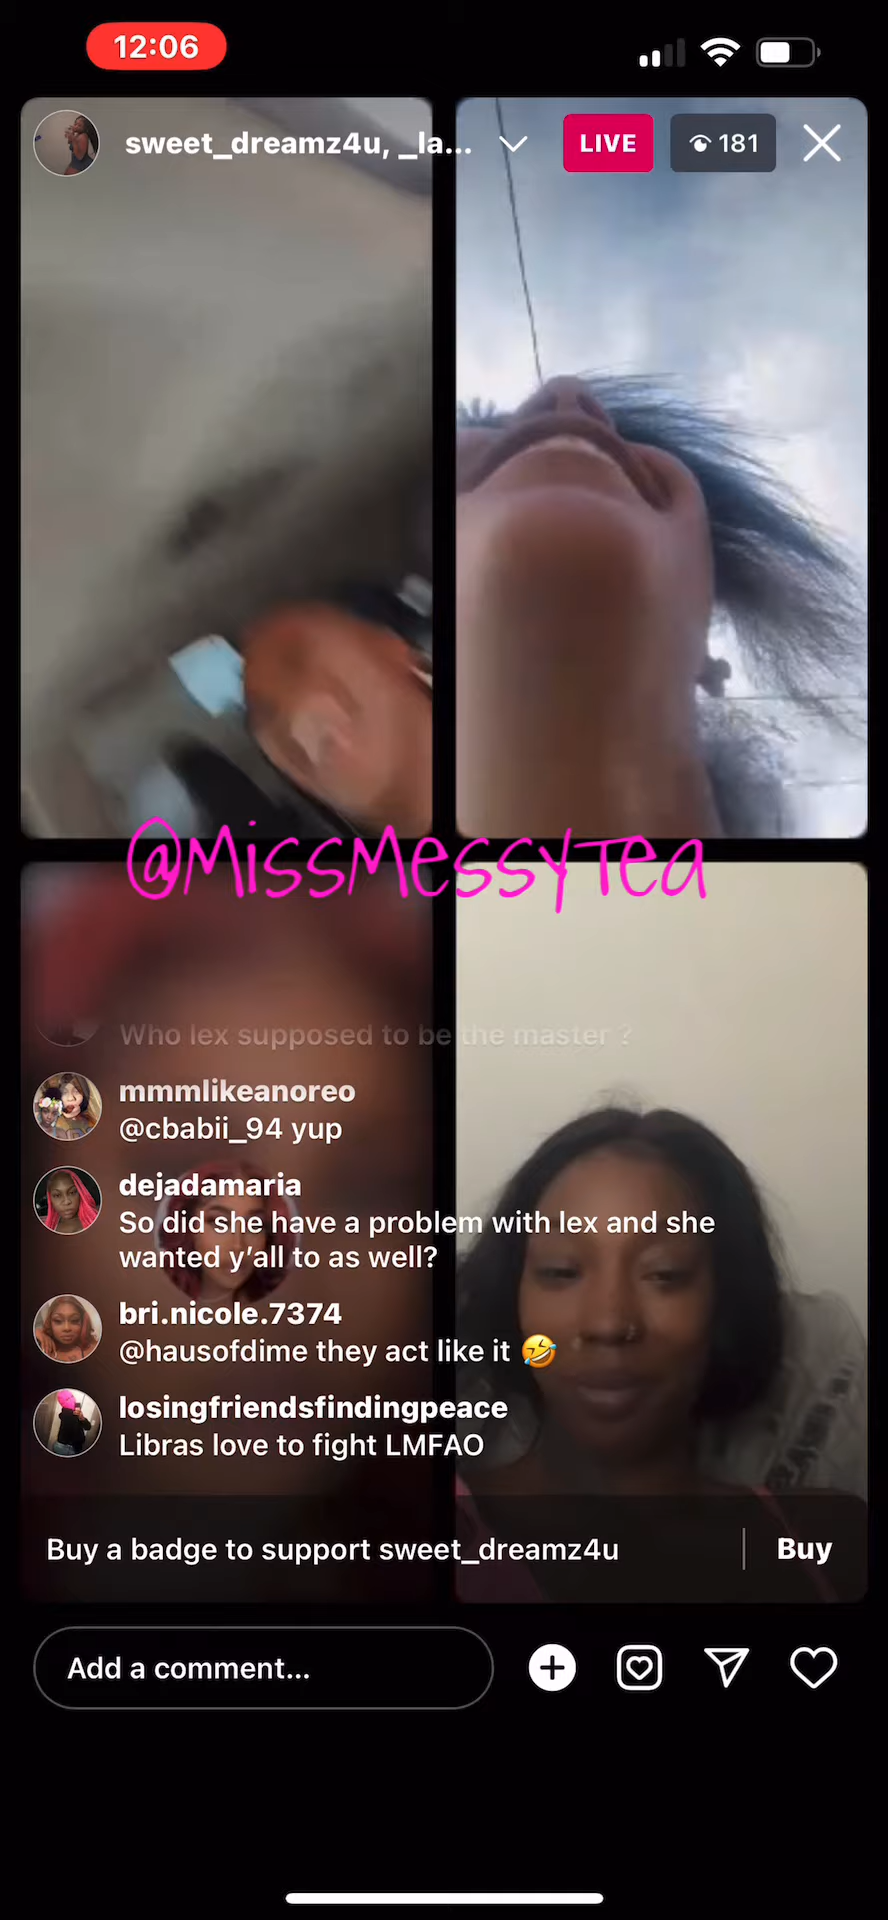 12:06
sweet_dreamz4u, _la...
LIVE
181
@MissMessyTea
Who lex supposed to be the master ?
mmmlikeanoreo
@cbabii_94 yup
dejadamaria
So did she have a problem with lex and she
wanted y’all to as well?
bri.nicole.7374
@hausofdime they act like it 🤣
losingfriendsfindingpeace
Libras love to fight LMFAO
Buy a badge to support sweet_dreamz4u
Buy
Add a comment...